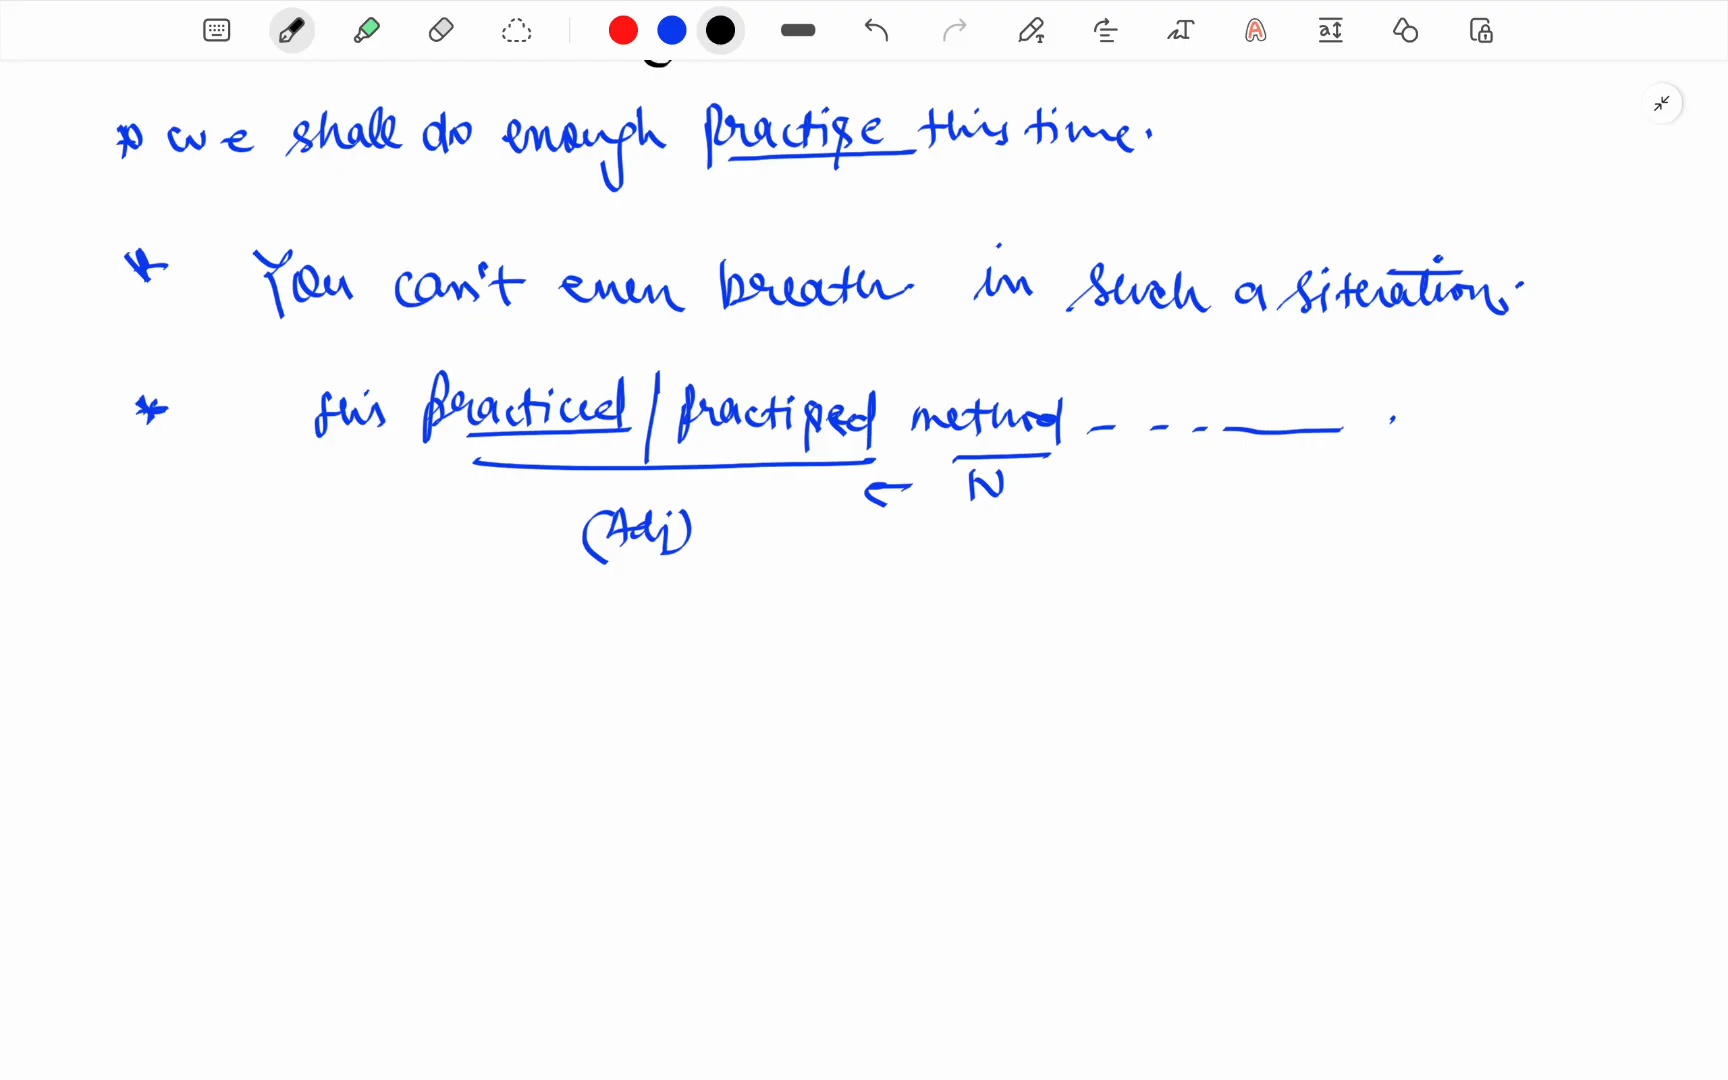 * we shall do enough practise this time.
* You can't even breath in such a situation.
* this practiced / practised method - - - — .
N
(Adj)